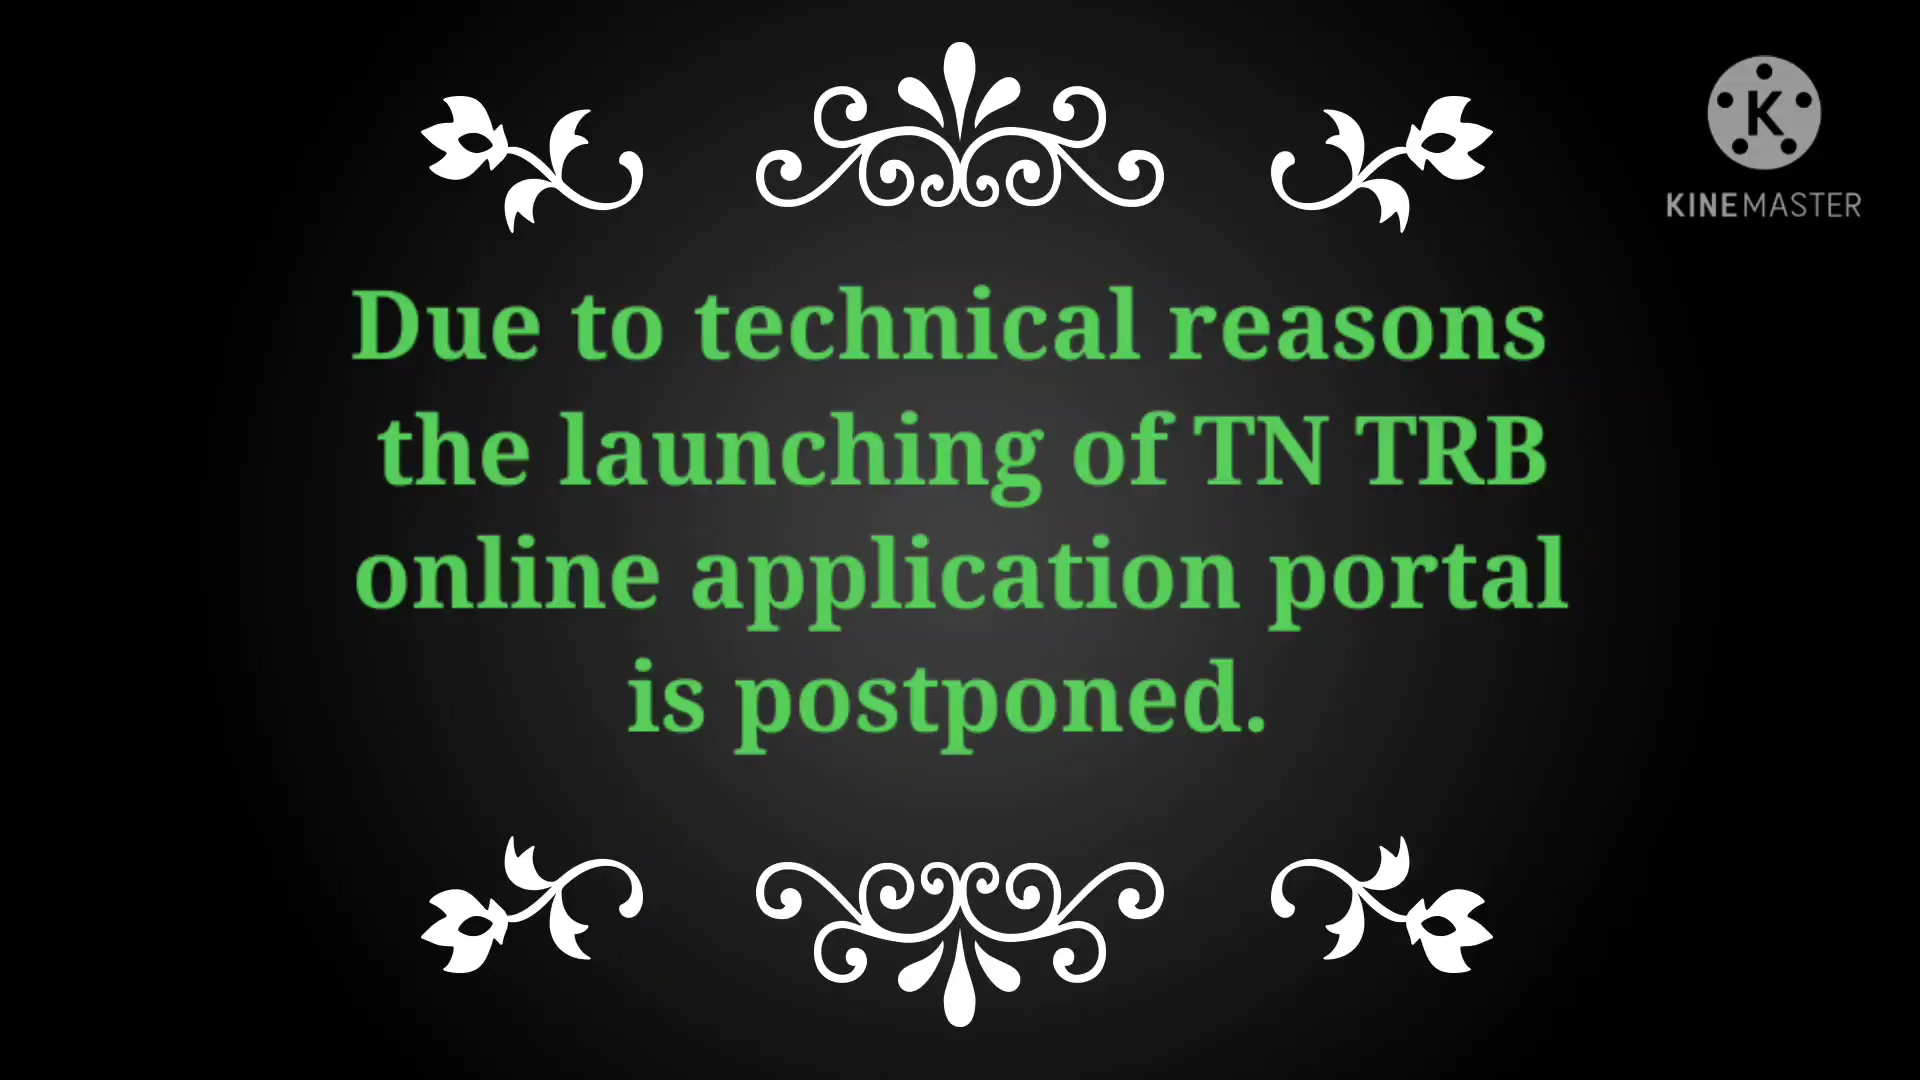 K
KINEMASTER
Due to technical reasons
the launching of TN TRB
online application portal
is postponed.